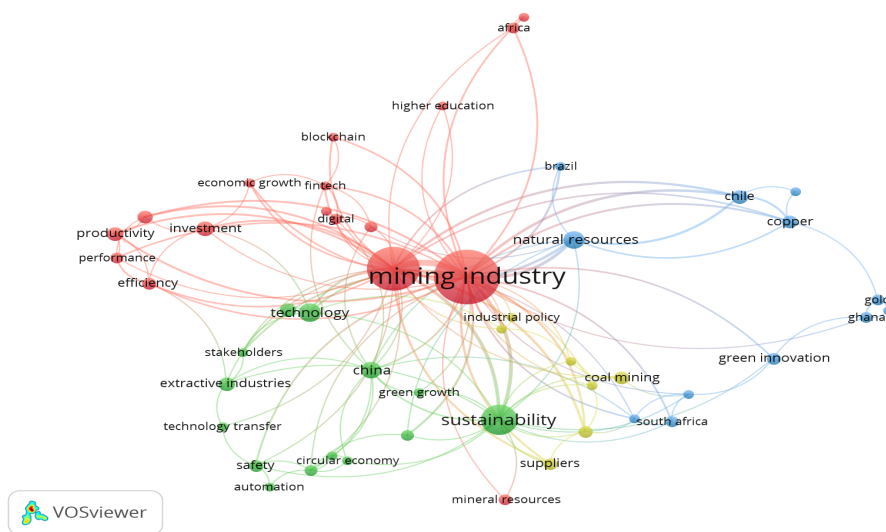 africa
higher education
blockchain
brazil
economic growth
fintech
chile
digital
copper
productivity
investment
natural resources
performance
mining industry
efficiency
gold
technology
industrial policy
ghana
stakeholders
green innovation
china
coal mining
extractive industries
green growth
sustainability
south africa
technology transfer
circular economy
safety
suppliers
automation
mineral resources
VOSviewer